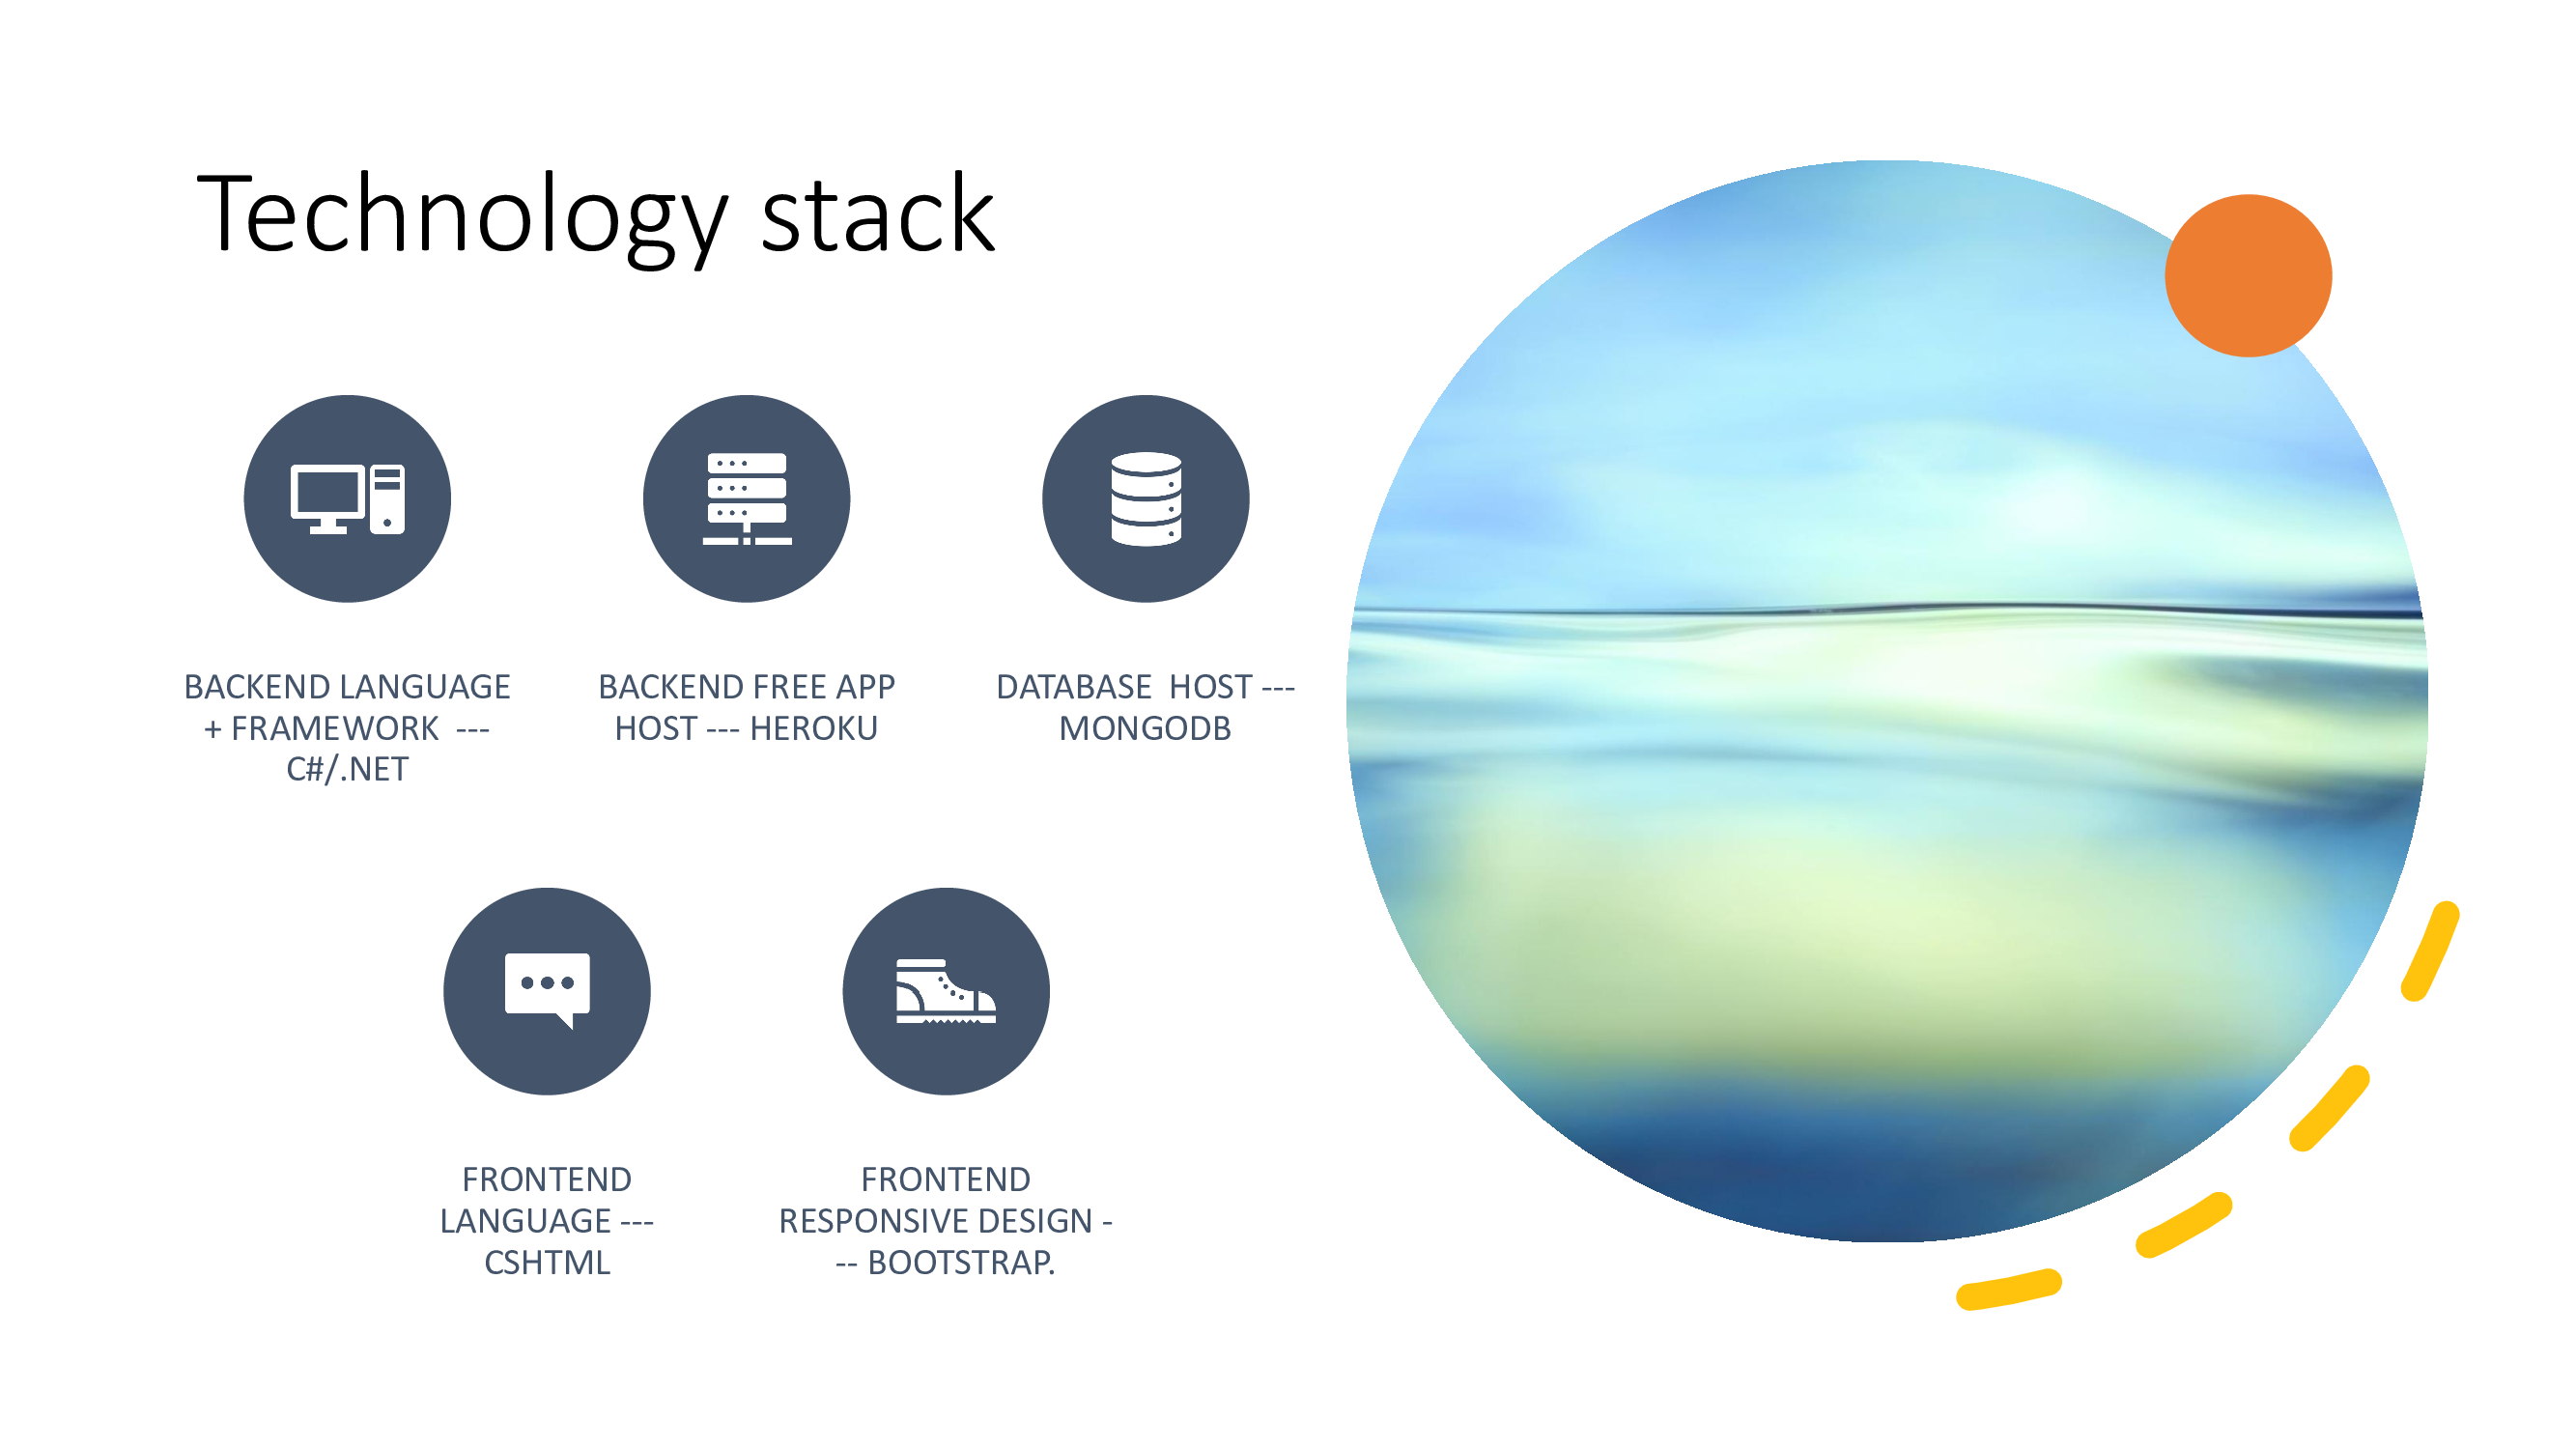 Technology stack
BACKEND LANGUAGE
+ FRAMEWORK  ---
C#/.NET
BACKEND FREE APP
HOST --- HEROKU
DATABASE  HOST ---
MONGODB
FRONTEND
LANGUAGE ---
CSHTML
FRONTEND
RESPONSIVE DESIGN -
-- BOOTSTRAP.